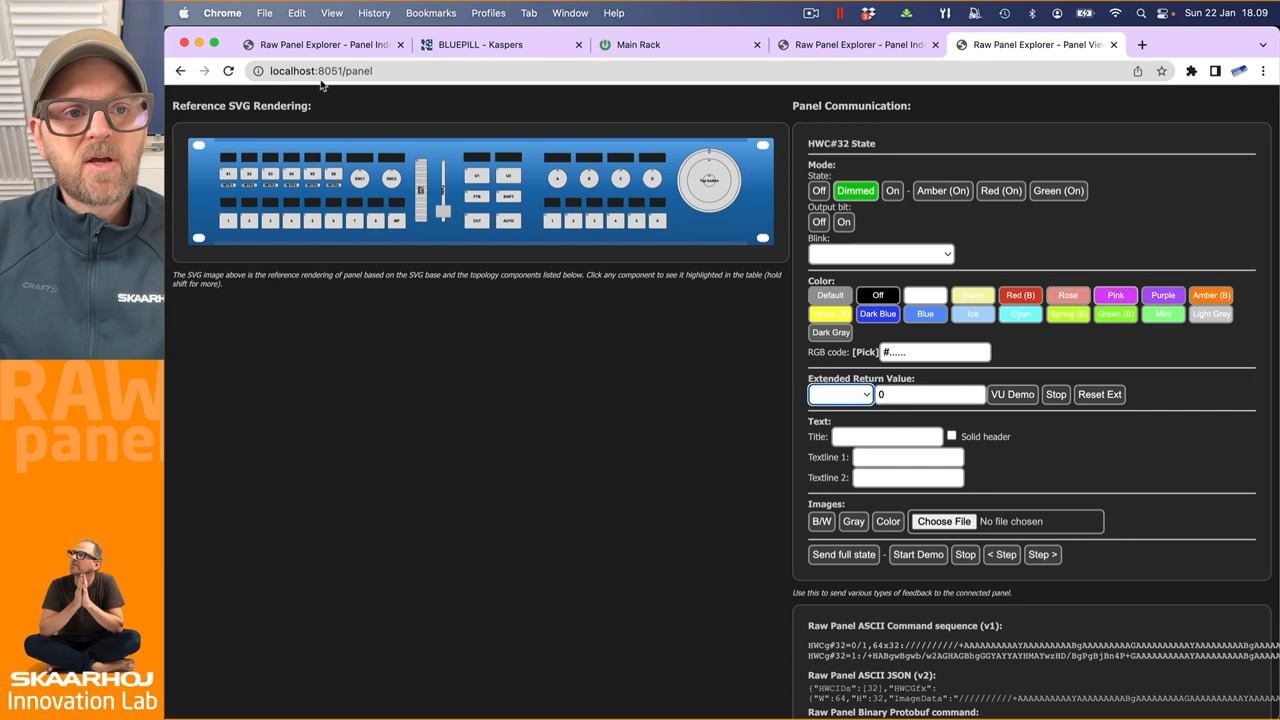 Chrome File Edit View History Bookmarks Profiles Tab Window Help Sun 22 Jan 18.09
Raw Panel Explorer - Panel Ind × BLUEPILL - Kaspers × Main Rack × Raw Panel Explorer - Panel Ind × Raw Panel Explorer - Panel Vie ×
localhost:8051/panel
Reference SVG Rendering:
The SVG image above is the reference rendering of panel based on the SVG base and the topology components listed below. Click any component to see it highlighted in the table (hold
shift for more).
Panel Communication:
HWC#32 State
Mode:
State:
Off Dimmed On - Amber (On) Red (On) Green (On)
Output bit:
Off On
Blink:
Color:
Default Off Red (B) Rose Pink Purple Amber (B)
Dark Blue Blue Ice Cyan Spring (B) Green (B) Mint Light Gray
Dark Gray
RGB code: [Pick] #......
Extended Return Value:
0 VU Demo Stop Reset Ext
Text:
Title: Solid header
Textline 1:
Textline 2:
Images:
B/W Gray Color Choose File No file chosen
Send full state - Start Demo Stop < Step Step >
Use this to send various types of feedback to the connected panel.
Raw Panel ASCII Command sequence (v1):
Raw Panel ASCII JSON (v2):
{"HWCIDs":[32],"HWCGfx":
Raw Panel Binary Protobuf command:
CRAFT
SKAARH
RAW
panel
SKAARHOJ
Innovation Lab